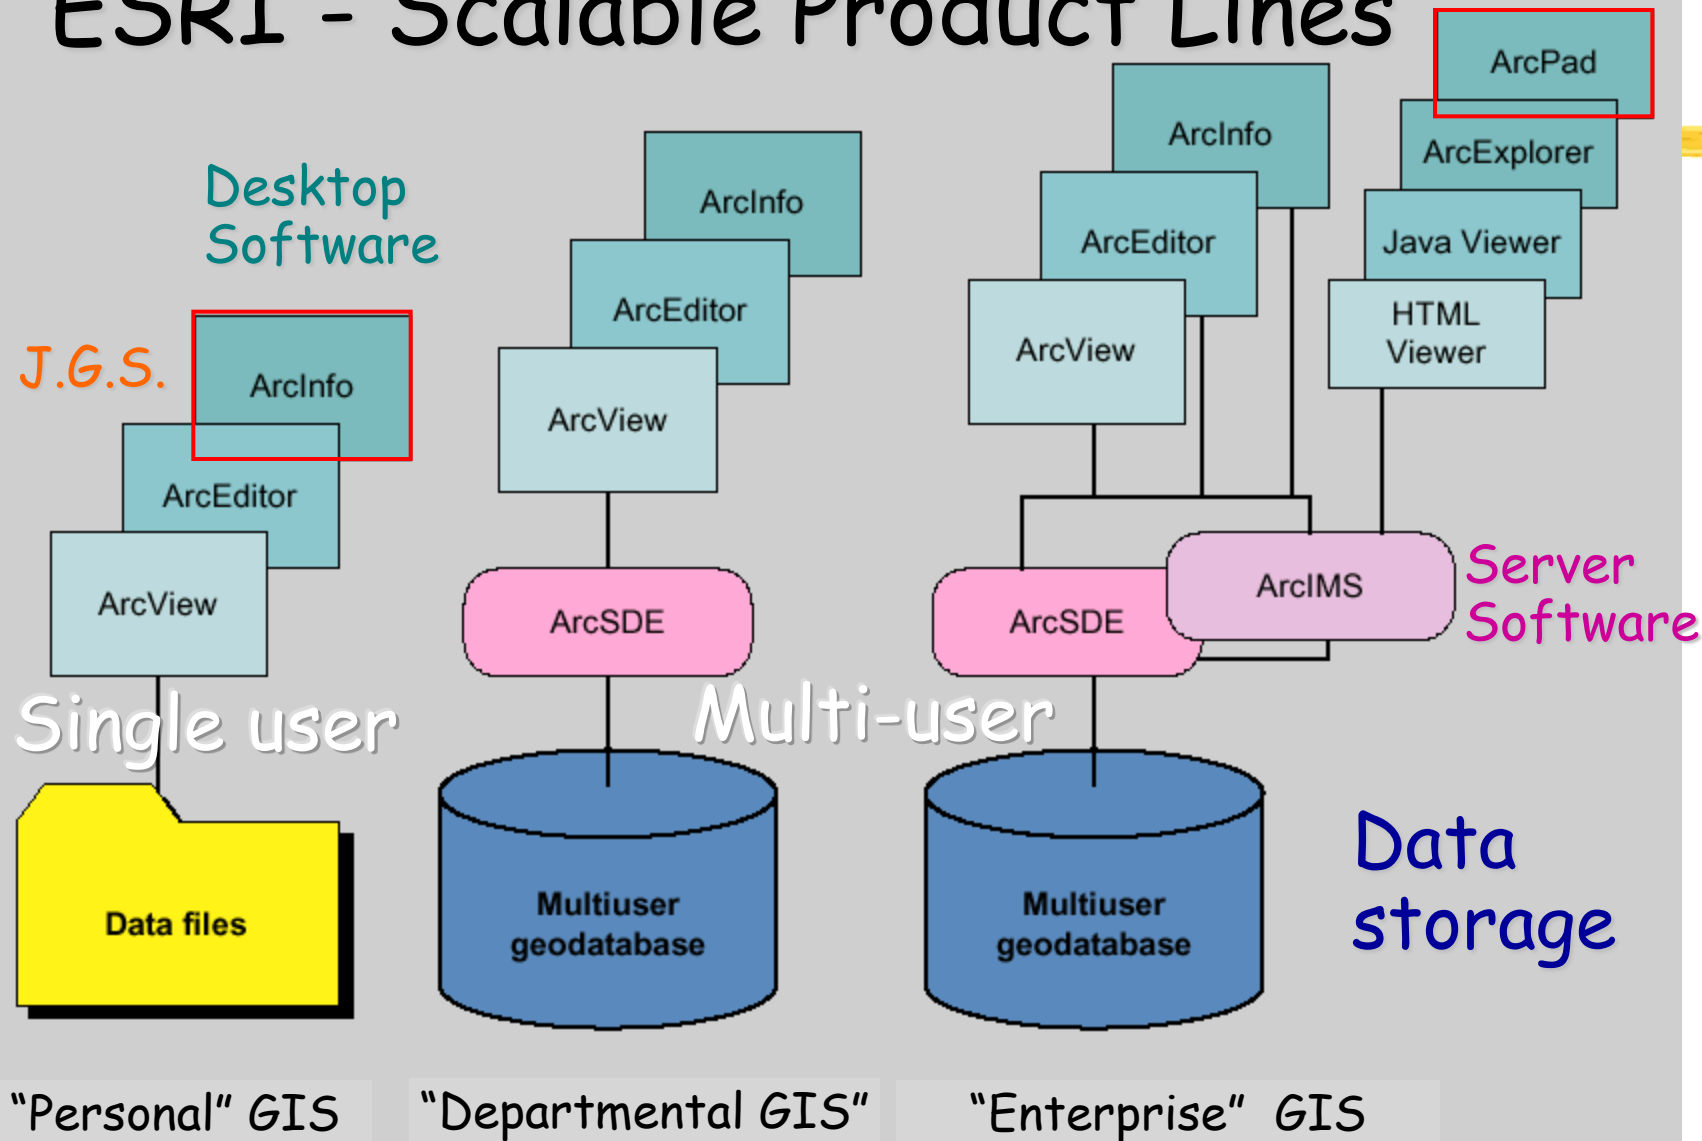 ESRI - Scalable Product Lines
ArcPad
ArcExplorer
Java Viewer
HTML
Viewer
ArcInfo
ArcEditor
ArcView
ArcInfo
ArcEditor
ArcView
Desktop
Software
J.G.S.
ArcInfo
ArcEditor
ArcView
ArcSDE
ArcSDE
ArcIMS
Server
Software
Single user
Multi-user
Data files
Multiuser
geodatabase
Multiuser
geodatabase
Data
storage
“Personal” GIS
“Departmental GIS”
“Enterprise” GIS